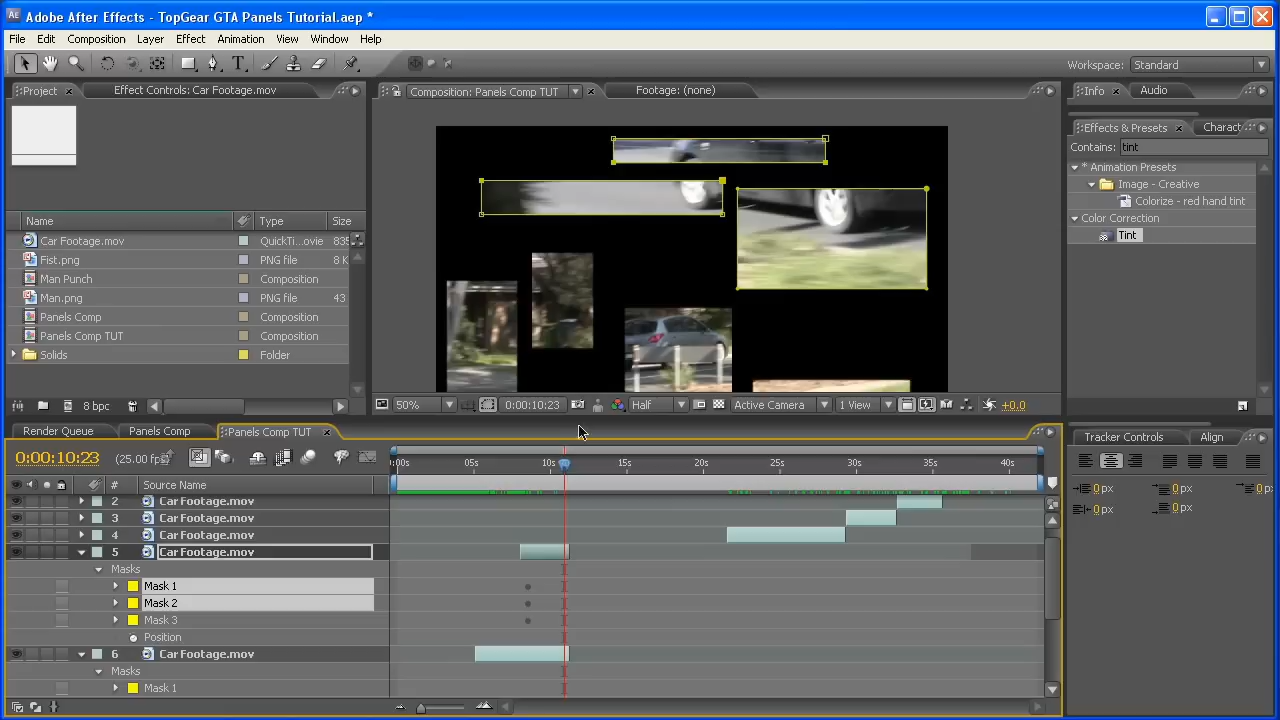 Adobe After Effects - TopGear GTA Panels Tutorial.aep *
File Edit Composition Layer Effect Animation View Window Help
Workspace: Standard
Project Effect Controls: Car Footage.mov
Composition: Panels Comp TUT Footage: (none)
Info Audio
Effects & Presets Charact
Contains: tint
* Animation Presets
Image - Creative
Colorize - red hand tint
Color Correction
Tint
Name Type Size
Car Footage.mov QuickTi...ovie 835
Fist.png PNG file 8 K
Man Punch Composition
Man.png PNG file 43
Panels Comp Composition
Panels Comp TUT Composition
Solids Folder
8 bpc
50% 0:00:10:23 Half Active Camera 1 View +0.0
Render Queue Panels Comp Panels Comp TUT
0:00:10:23 (25.00 fps)
:00s 05s 10s 15s 20s 25s 30s 35s 40s
# Source Name
2 Car Footage.mov
3 Car Footage.mov
4 Car Footage.mov
5 Car Footage.mov
Masks
Mask 1
Mask 2
Mask 3
Position
6 Car Footage.mov
Masks
Mask 1
Tracker Controls Align
0 px 0 px 0 px
0 px 0 px